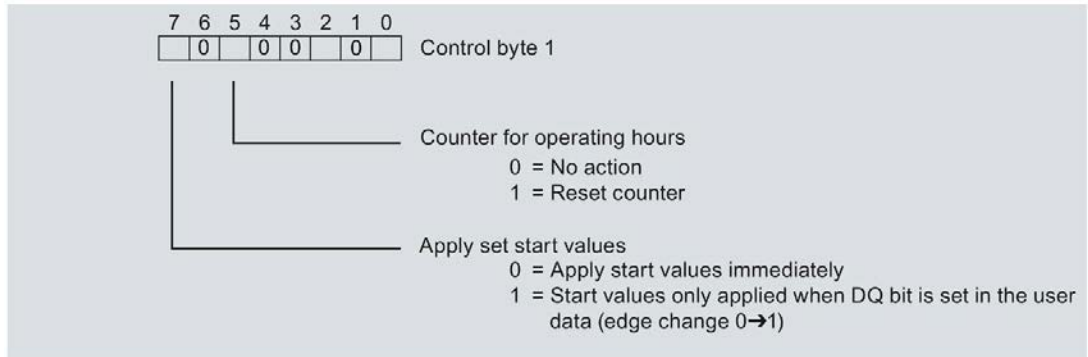 7 6 5 4 3 2 1 0
0 0 0 0 Control byte 1
Counter for operating hours
0 = No action
1 = Reset counter
Apply set start values
0 = Apply start values immediately
1 = Start values only applied when DQ bit is set in the user
data (edge change 0➔1)